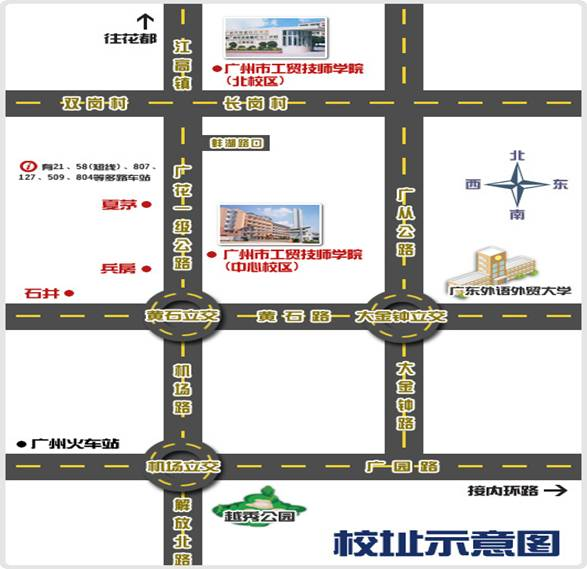 往花都
江高镇
广州市工贸技师学院
(北校区)
双岗村
长岗村
蚌湖路口
有21、58(短线)、807、
127、509、804等多路车站
广花一级公路
广从公路
北
西
东
南
夏茅
广州市工贸技师学院
(中心校区)
兵房
石井
广东外语外贸大学
黄石立交
黄石路
大金钟立交
机场路
大金钟路
广州火车站
机场立交
广园路
接内环路
解放北路
越秀公园
校址示意图